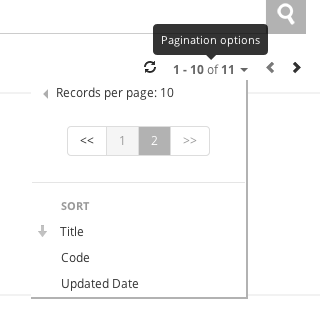 Pagination options
1 - 10 of 11
Records per page: 10
<< 1 2 >>
SORT
Title
Code
Updated Date